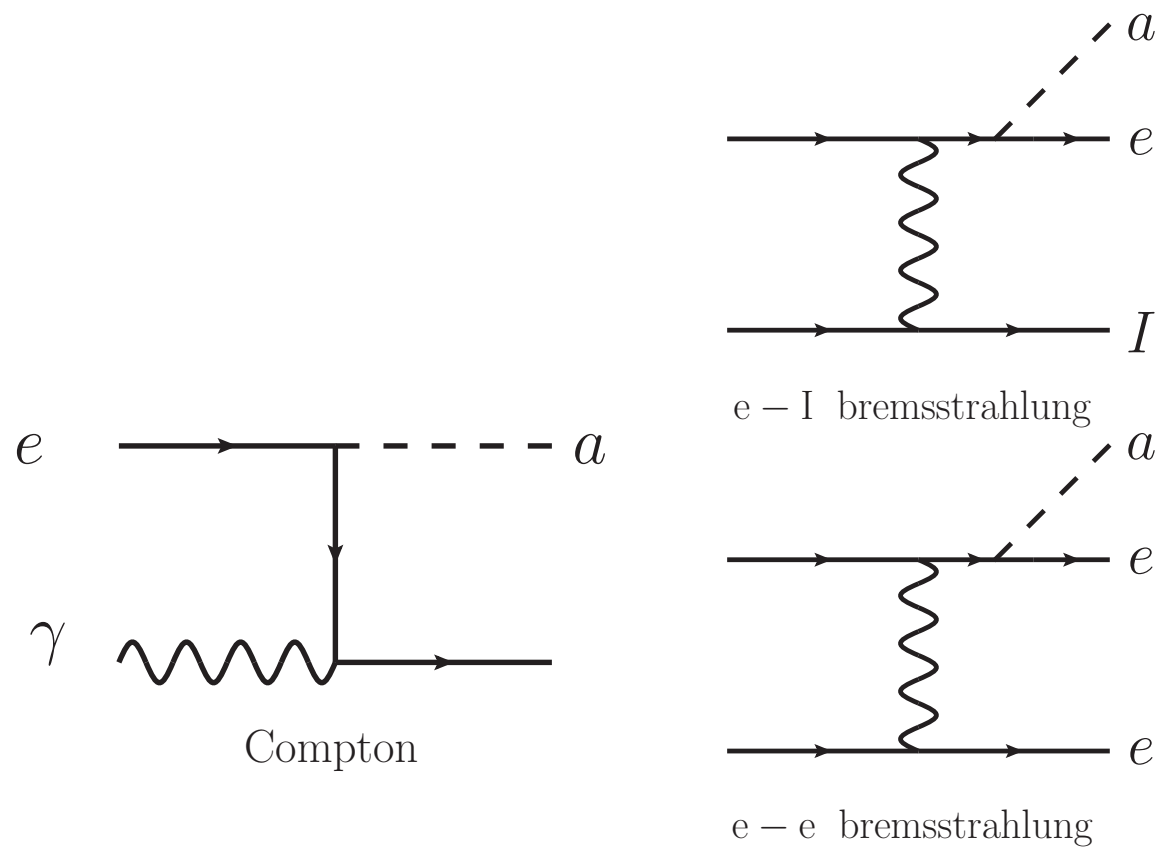 a
e
I
e – I bremsstrahlung
e
a
γ
Compton
a
e
e
e – e bremsstrahlung